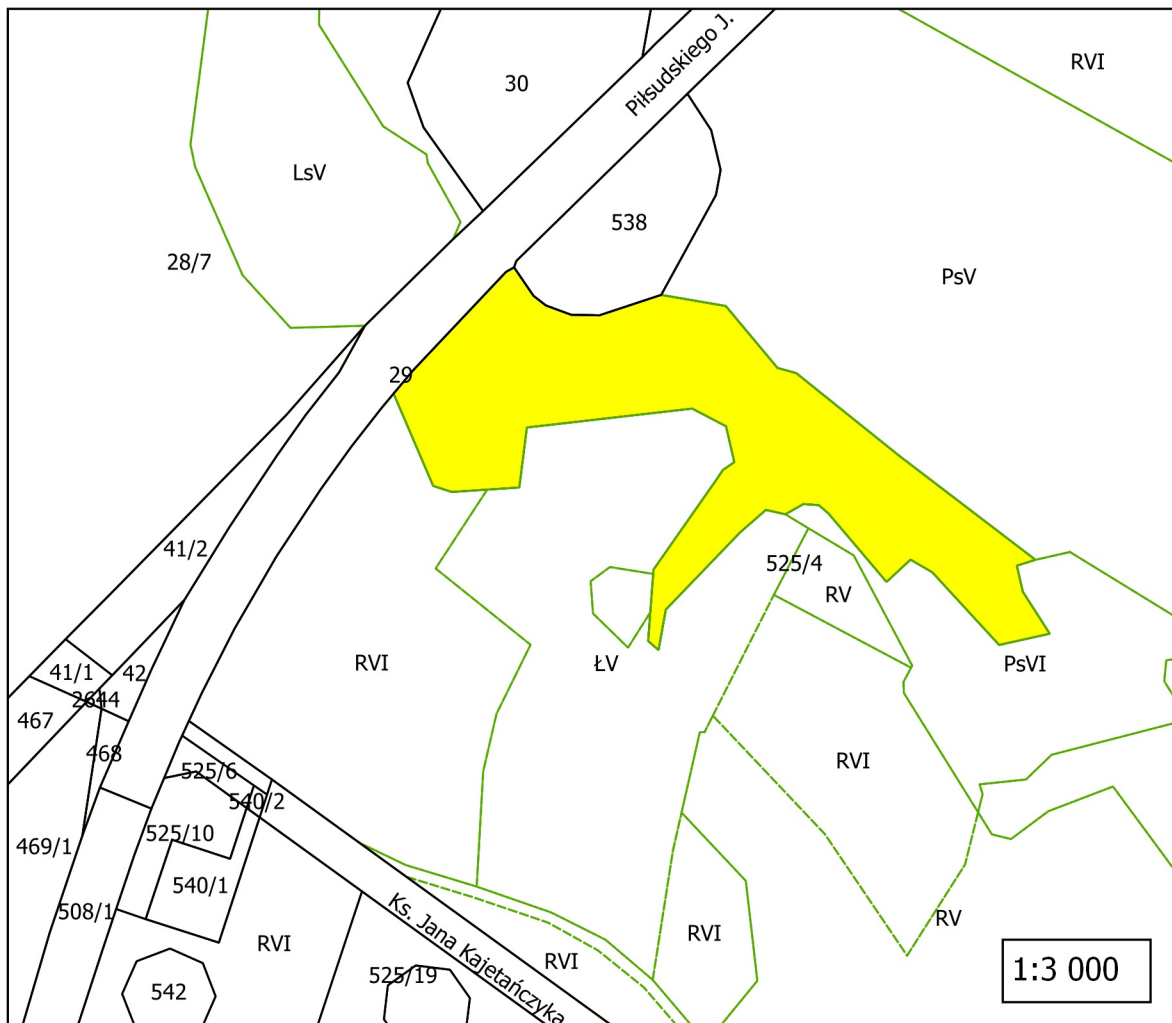 Piłsudskiego J.
RVI
30
LsV
538
28/7
PsV
29
41/2
525/4
RV
41/1
42
RVI
ŁV
PsVI
2644
467
468
525/6
RVI
540/2
525/10
469/1
540/1
508/1
Ks. Jana Kajetańczyka
RV
RVI
RVI
RVI
525/19
1:3 000
542